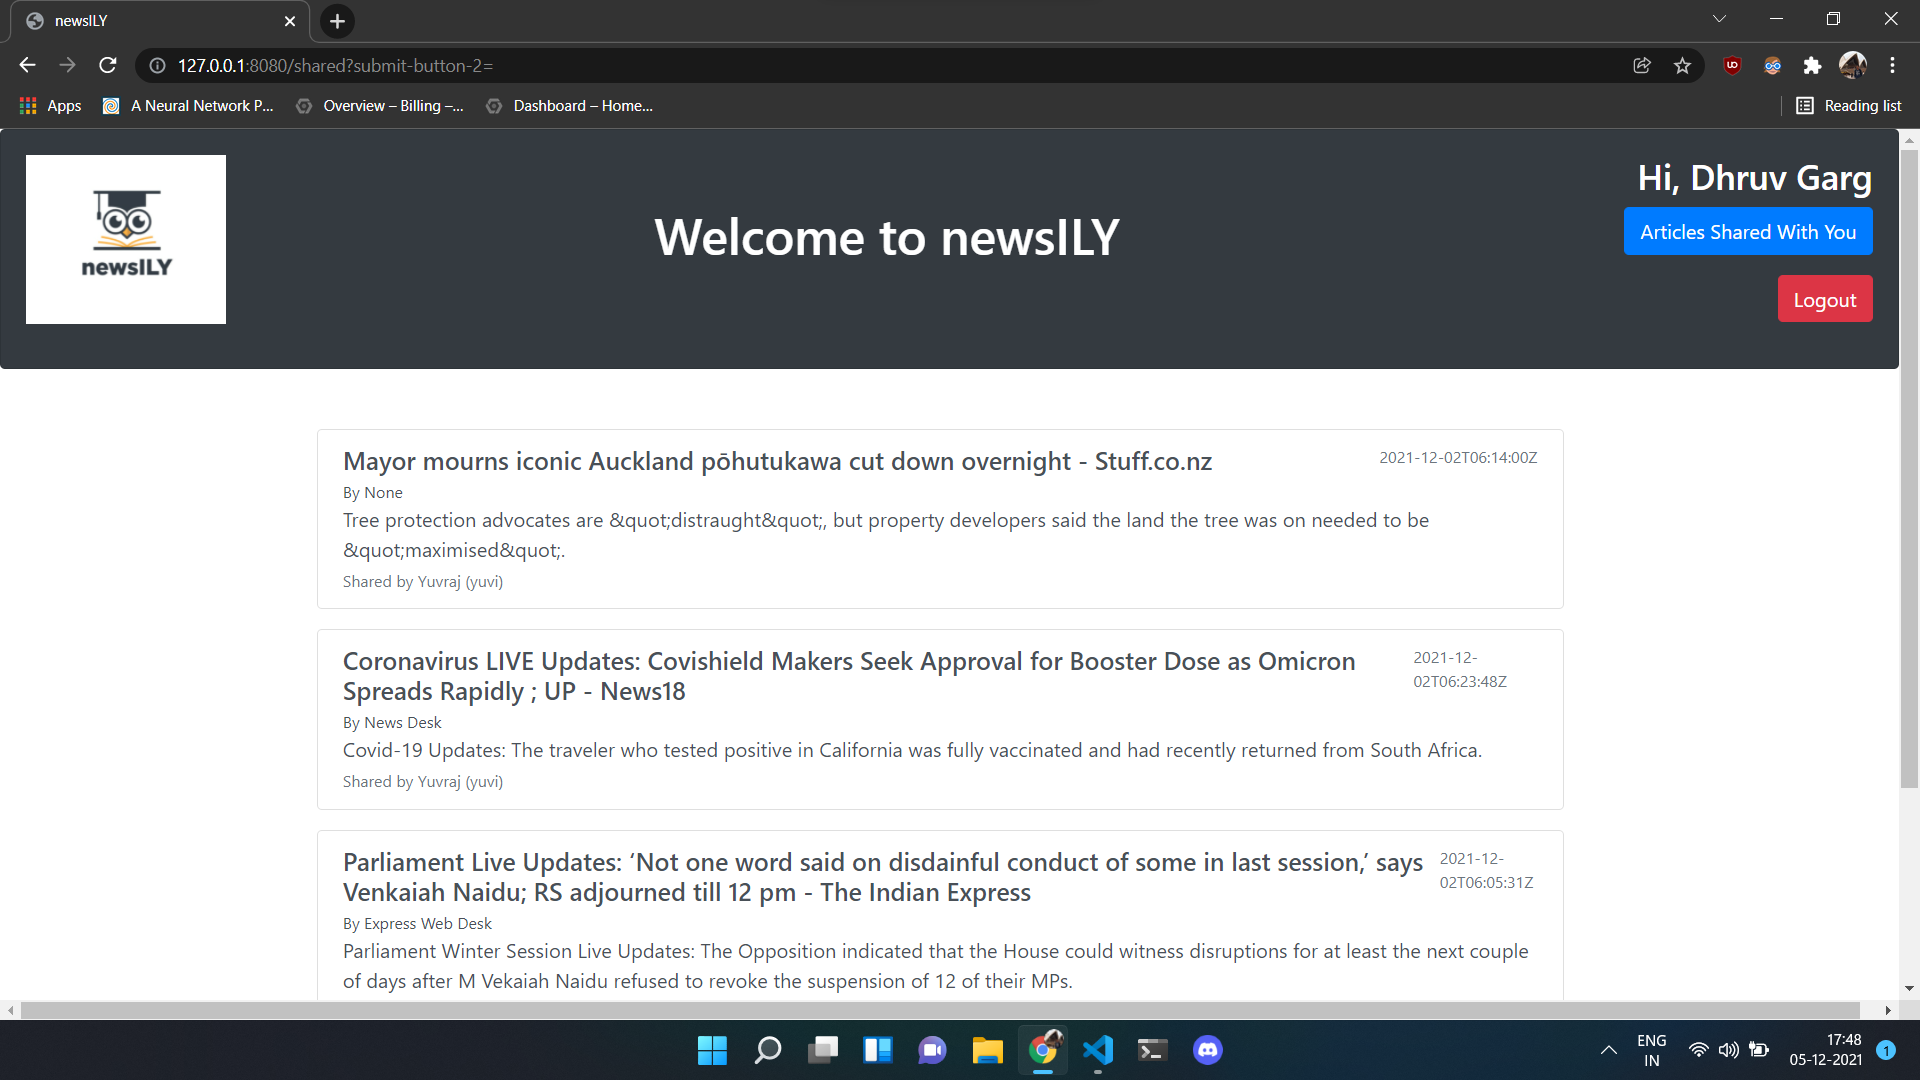 newsILY
127.0.0.1:8080/shared?submit-button-2=
Apps
A Neural Network P...
Overview – Billing –...
Dashboard – Home...
Reading list
newsILY
Welcome to newsILY
Hi, Dhruv Garg
Articles Shared With You
Logout
Mayor mourns iconic Auckland pōhutukawa cut down overnight - Stuff.co.nz
2021-12-02T06:14:00Z
By None
Tree protection advocates are &quot;distraught&quot;, but property developers said the land the tree was on needed to be
&quot;maximised&quot;.
Shared by Yuvraj (yuvi)
Coronavirus LIVE Updates: Covishield Makers Seek Approval for Booster Dose as Omicron
Spreads Rapidly ; UP - News18
2021-12-
02T06:23:48Z
By News Desk
Covid-19 Updates: The traveler who tested positive in California was fully vaccinated and had recently returned from South Africa.
Shared by Yuvraj (yuvi)
Parliament Live Updates: ‘Not one word said on disdainful conduct of some in last session,’ says
Venkaiah Naidu; RS adjourned till 12 pm - The Indian Express
2021-12-
02T06:05:31Z
By Express Web Desk
Parliament Winter Session Live Updates: The Opposition indicated that the House could witness disruptions for at least the next couple
of days after M Vekaiah Naidu refused to revoke the suspension of 12 of their MPs.
ENG
IN
17:48
05-12-2021
1